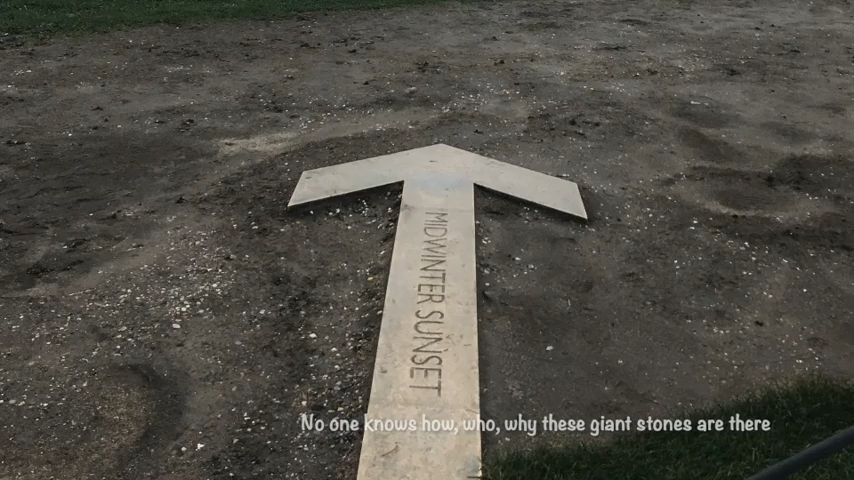 MIDWINTER SUNSET
No one knows how, who, why these giant stones are there